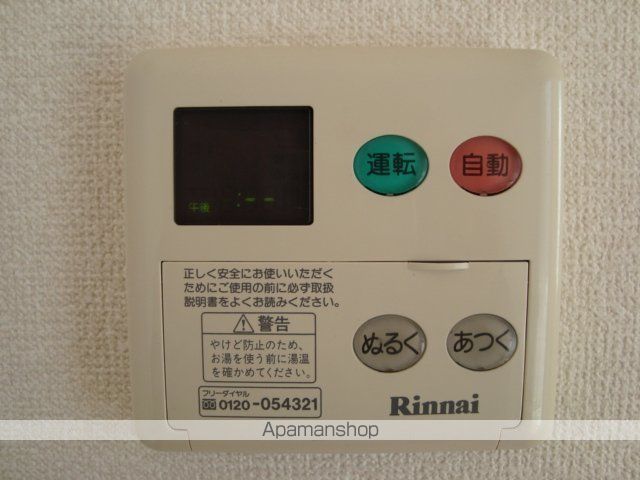 運転
自動
午後 :--
正しく安全にお使いいただく
ためにご使用の前に必ず取扱
説明書をよくお読みください。
警告
やけど防止のため、
お湯を使う前に湯温
を確かめてください。
フリーダイヤル
0120-054321
ぬるく
あつく
Rinnai
Apamanshop